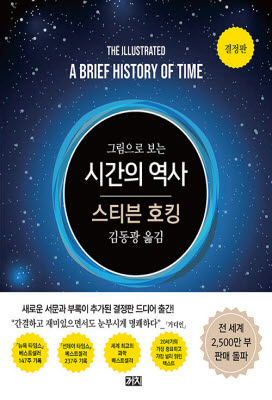 THE ILLUSTRATED
A BRIEF HISTORY OF TIME
결정판
그림으로 보는
시간의 역사
스티븐 호킹
김동광 옮김
새로운 서문과 부록이 추가된 결정판 드디어 출간!
“간결하고 재미있으면서도 눈부시게 명쾌하다” _「가디언」
「뉴욕 타임스」
베스트셀러
147주 기록
「선데이 타임스」
베스트셀러
237주 기록
세계 최고의
과학
베스트셀러
20세기의
가장 중요하고
가장 널리 읽힌
텍스트
전 세계
2,500만 부
판매 돌파
까치